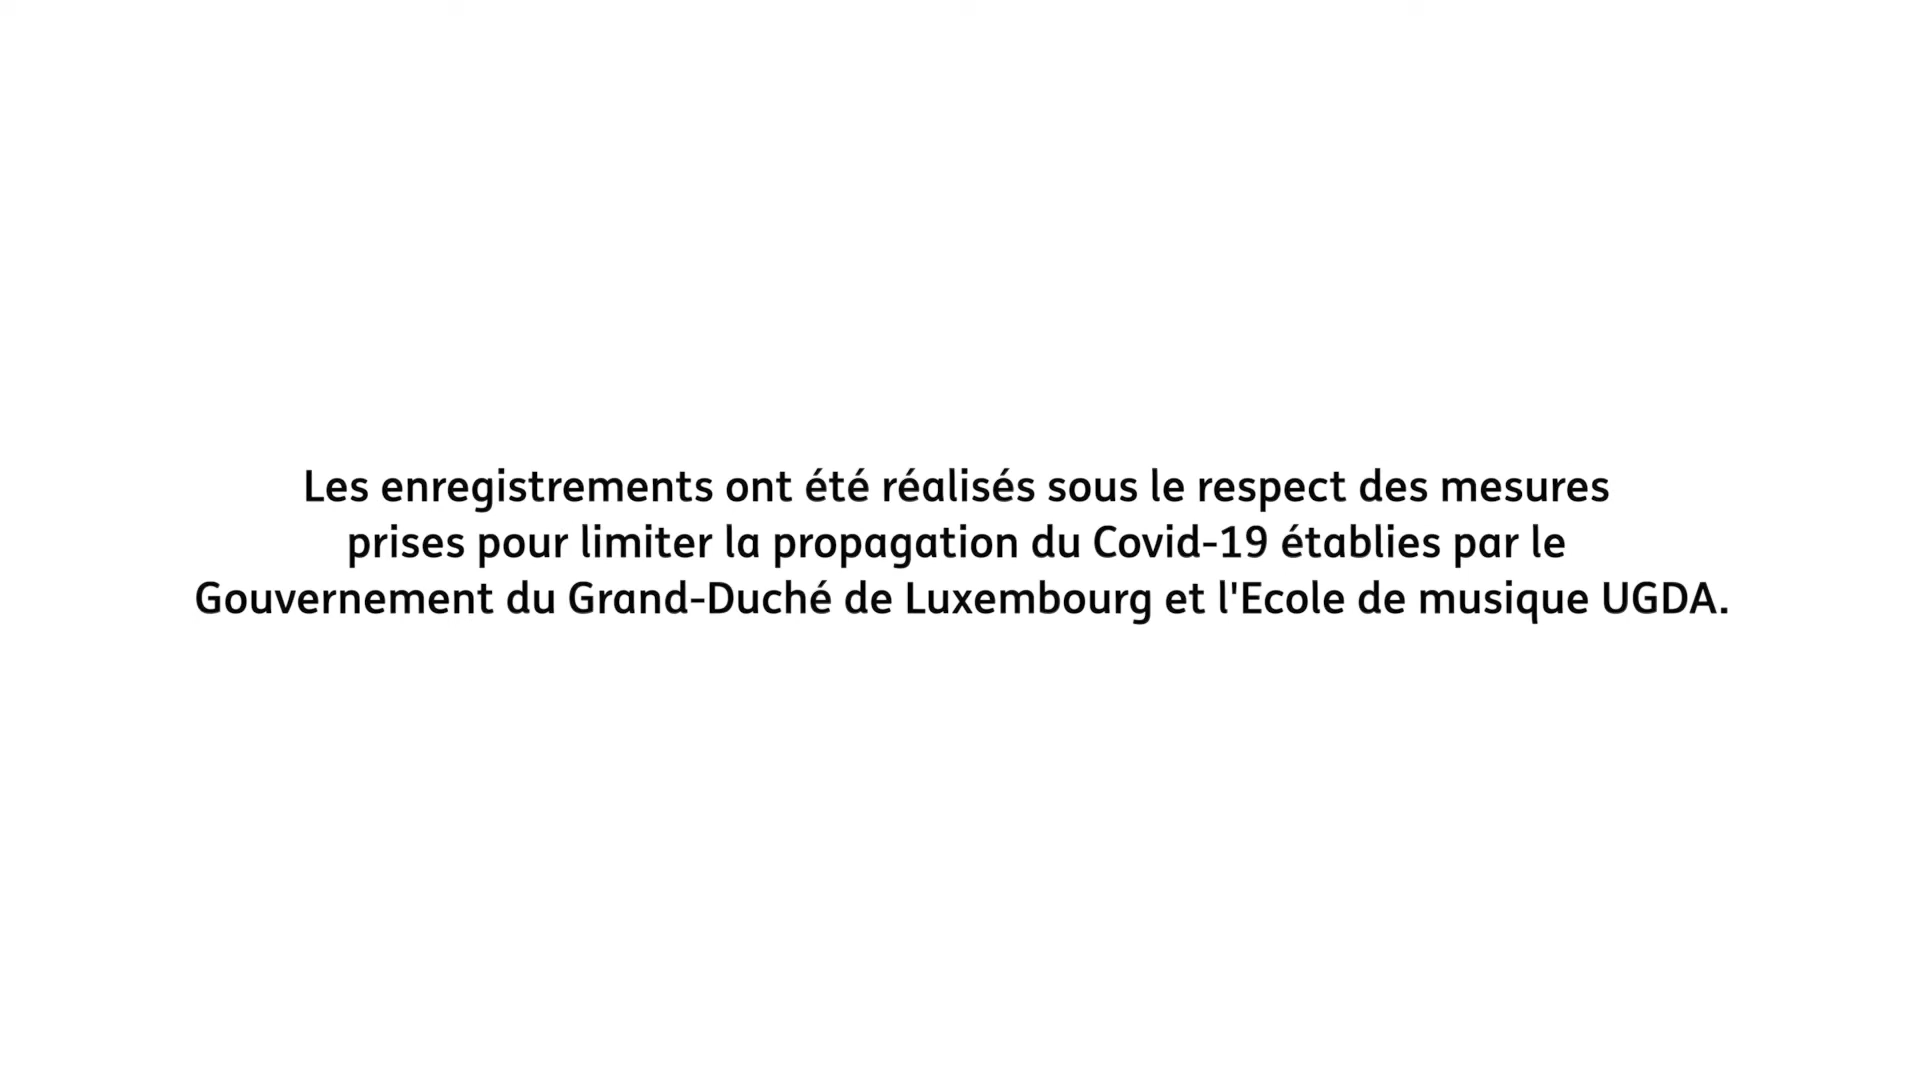 Les enregistrements ont été réalisés sous le respect des mesures
prises pour limiter la propagation du Covid-19 établies par le
Gouvernement du Grand-Duché de Luxembourg et l'Ecole de musique UGDA.